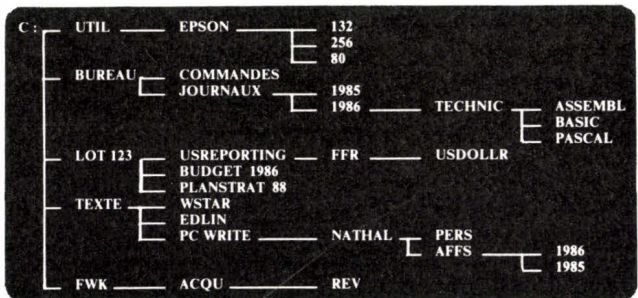 C : UTIL EPSON 132
256
80
BUREAU COMMANDES
JOURNAUX 1985
1986 TECHNIC ASSEMBL
BASIC
PASCAL
LOT 123 USREPORTING FFR USDOLLR
BUDGET 1986
PLANSTRAT 88
TEXTE WSTAR
EDLIN
PC WRITE NATHAL PERS
AFFS 1986
1985
FWK ACQU REV